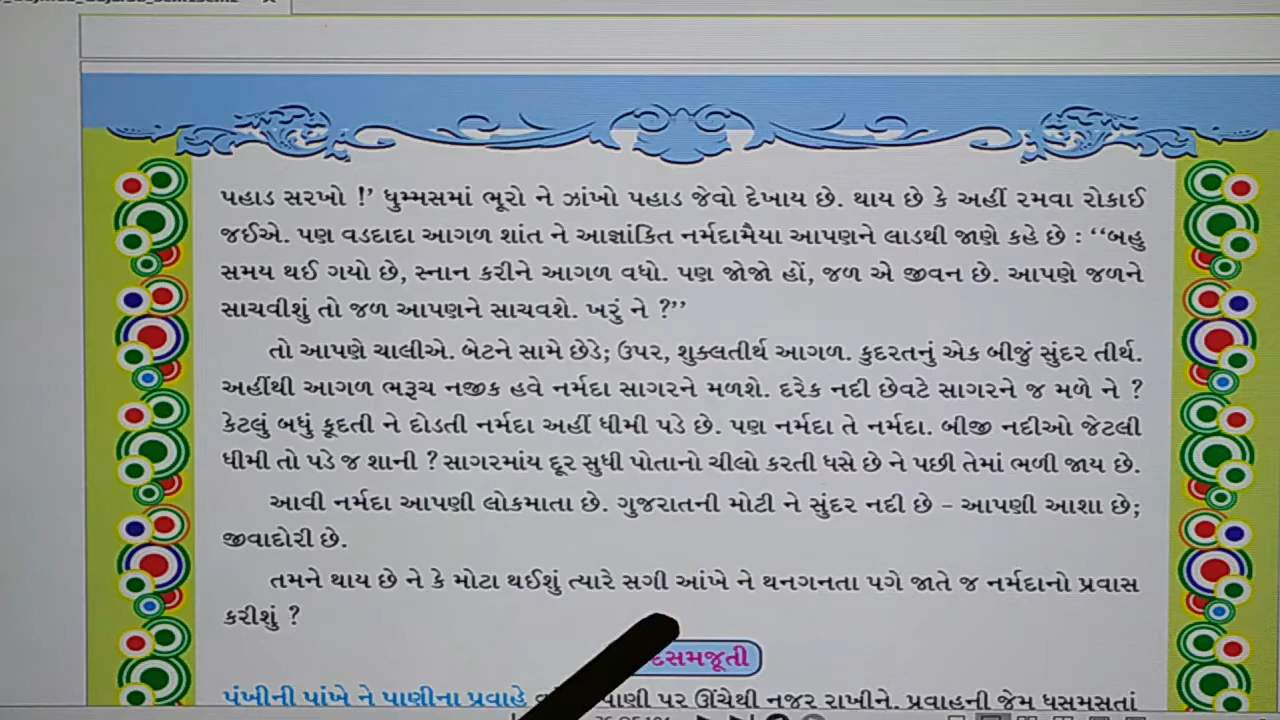 પહાડ સરખો !’ ધુમ્મસમાં ભૂરો ને ઝાંખો પહાડ જેવો દેખાય છે. થાય છે કે અહીં રમવા રોકાઈ
જઈએ. પણ વડદાદા આગળ શાંત ને આજ્ઞાંકિત નર્મદામૈયા આપણને લાડથી જાણે કહે છે : ‘‘બહુ
સમય થઈ ગયો છે, સ્નાન કરીને આગળ વધો. પણ જોજો હોં, જળ એ જીવન છે. આપણે જળને
સાચવીશું તો જળ આપણને સાચવશે. ખરું ને ?’’
તો આપણે ચાલીએ. બેટને સામે છેડે; ઉપર, શુક્લતીર્થ આગળ. કુદરતનું એક બીજું સુંદર તીર્થ.
અહીંથી આગળ ભરૂચ નજીક હવે નર્મદા સાગરને મળશે. દરેક નદી છેવટે સાગરને જ મળે ને ?
કેટલું બધું કૂદતી ને દોડતી નર્મદા અહીં ધીમી પડે છે. પણ નર્મદા તે નર્મદા. બીજી નદીઓ જેટલી
ધીમી તો પડે જ શાની ? સાગરમાંય દૂર સુધી પોતાનો ચીલો કરતી ધસે છે ને પછી તેમાં ભળી જાય છે.
આવી નર્મદા આપણી લોકમાતા છે. ગુજરાતની મોટી ને સુંદર નદી છે – આપણી આશા છે;
જીવાદોરી છે.
તમને થાય છે ને કે મોટા થઈશું ત્યારે સગી આંખે ને થનગનતા પગે જાતે જ નર્મદાનો પ્રવાસ
કરીશું ?
પંખીની પાંખે ને પાણીના પ્રવાહે પાણી પર ઊંચેથી નજર રાખીને. પ્રવાહની જેમ ધસમસતાં